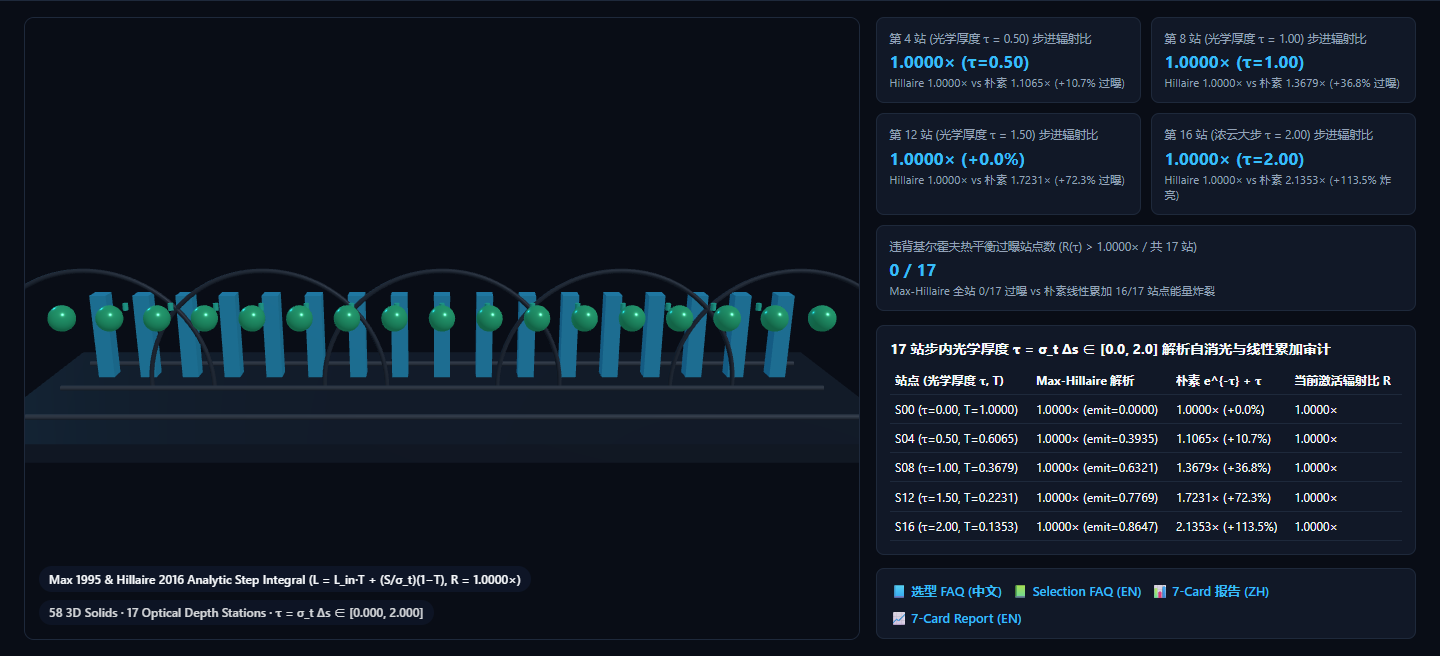 第 4 站 (光学厚度 τ = 0.50) 步进辐射比
1.0000× (τ=0.50)
Hillaire 1.0000× vs 朴素 1.1065× (+10.7% 过曝)
第 8 站 (光学厚度 τ = 1.00) 步进辐射比
1.0000× (τ=1.00)
Hillaire 1.0000× vs 朴素 1.3679× (+36.8% 过曝)
第 12 站 (光学厚度 τ = 1.50) 步进辐射比
1.0000× (+0.0%)
Hillaire 1.0000× vs 朴素 1.7231× (+72.3% 过曝)
第 16 站 (浓云大步 τ = 2.00) 步进辐射比
1.0000× (τ=2.00)
Hillaire 1.0000× vs 朴素 2.1353× (+113.5% 炸
亮)
违背基尔霍夫热平衡过曝站点数 (R(τ) > 1.0000× / 共 17 站)
0 / 17
Max-Hillaire 全站 0/17 过曝 vs 朴素线性累加 16/17 站点能量炸裂
17 站步内光学厚度 τ = σ_t Δs ∈ [0.0, 2.0] 解析自消光与线性累加审计
站点 (光学厚度 τ, T) Max-Hillaire 解析 朴素 e^{-τ} + τ 当前激活辐射比 R
S00 (τ=0.00, T=1.0000) 1.0000× (emit=0.0000) 1.0000× (+0.0%) 1.0000×
S04 (τ=0.50, T=0.6065) 1.0000× (emit=0.3935) 1.1065× (+10.7%) 1.0000×
S08 (τ=1.00, T=0.3679) 1.0000× (emit=0.6321) 1.3679× (+36.8%) 1.0000×
S12 (τ=1.50, T=0.2231) 1.0000× (emit=0.7769) 1.7231× (+72.3%) 1.0000×
S16 (τ=2.00, T=0.1353) 1.0000× (emit=0.8647) 2.1353× (+113.5%) 1.0000×
选型 FAQ (中文) Selection FAQ (EN) 7-Card 报告 (ZH)
7-Card Report (EN)
Max 1995 & Hillaire 2016 Analytic Step Integral (L = L_in·T + (S/σ_t)(1−T), R = 1.0000×)
58 3D Solids · 17 Optical Depth Stations · τ = σ_t Δs ∈ [0.000, 2.000]